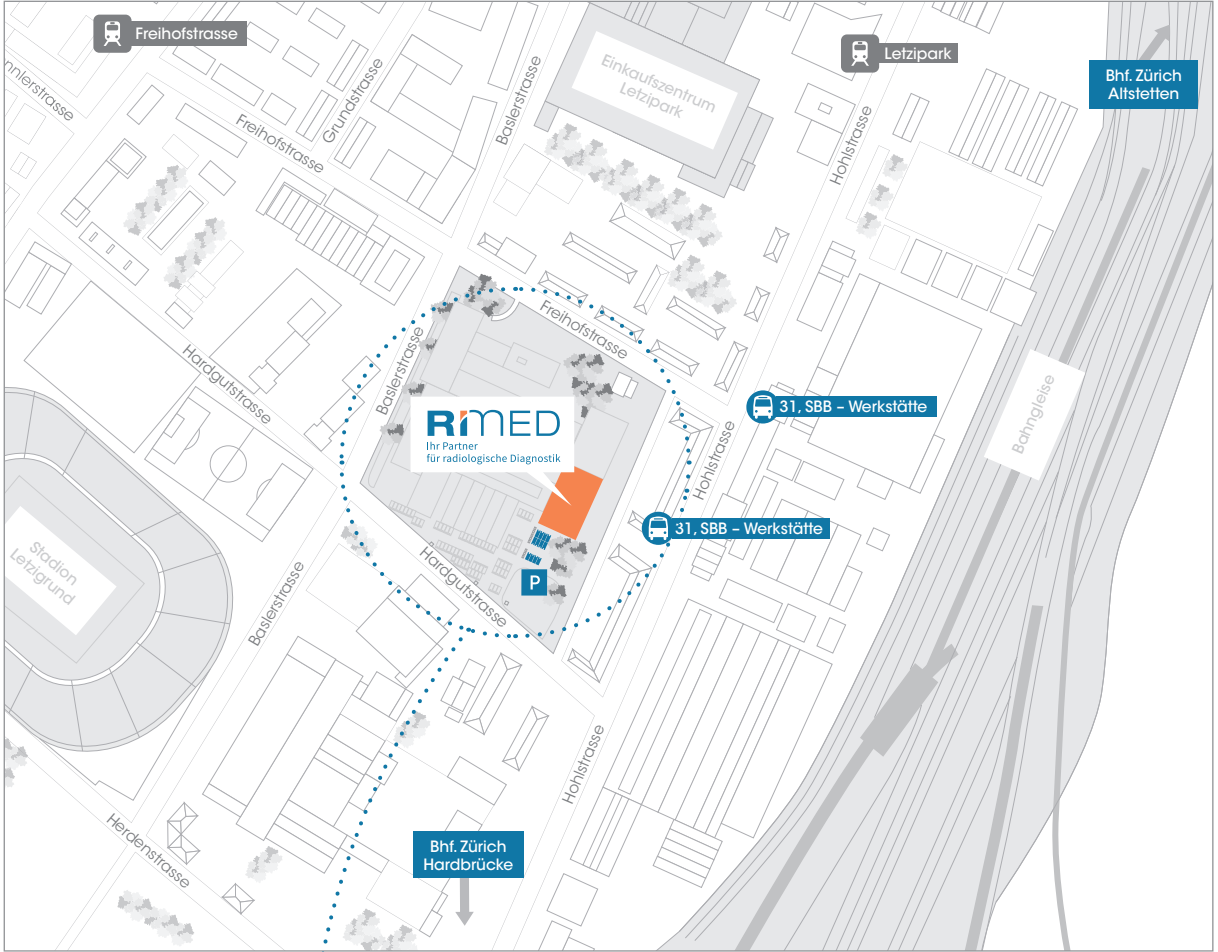 Freihofstrasse
Letzipark
Bhf. Zürich
Altstetten
Einkaufszentrum
Letzipark
nnlerstrasse
Grundstrasse
Freihofstrasse
Baslerstrasse
Hohlstrasse
Freihofstrasse
Baslerstrasse
Hardgutstrasse
31, SBB – Werkstätte
Bahngleise
RIMED
Ihr Partner
für radiologische Diagnostik
Hohlstrasse
31, SBB – Werkstätte
Stadion
Letzigrund
P
Hardgutstrasse
Baslerstrasse
Hohlstrasse
Herdenstrasse
Bhf. Zürich
Hardbrücke